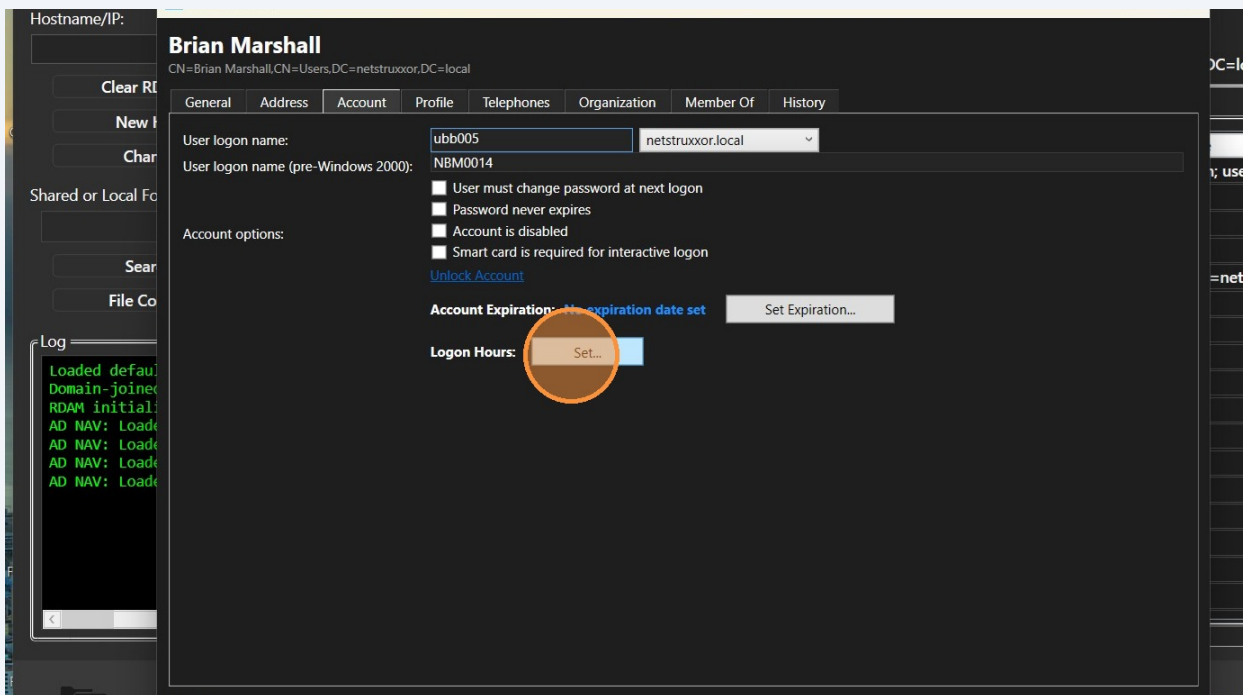 Hostname/IP:
Clear RD
New H
Char
Shared or Local Fo
Sear
File Co
Log
Loaded defaul
Domain-joined
RDAM initiali
AD NAV: Loade
AD NAV: Loade
AD NAV: Loade
AD NAV: Loade
Brian Marshall
CN=Brian Marshall,CN=Users,DC=netstruxxor,DC=local
General Address Account Profile Telephones Organization Member Of History
User logon name: ubb005 netstruxxor.local
User logon name (pre-Windows 2000): NBM0014
User must change password at next logon
Password never expires
Account options:
Account is disabled
Smart card is required for interactive logon
Unlock Account
Account Expiration: No expiration date set Set Expiration...
Logon Hours: Set...
DC=l
n; use
=net